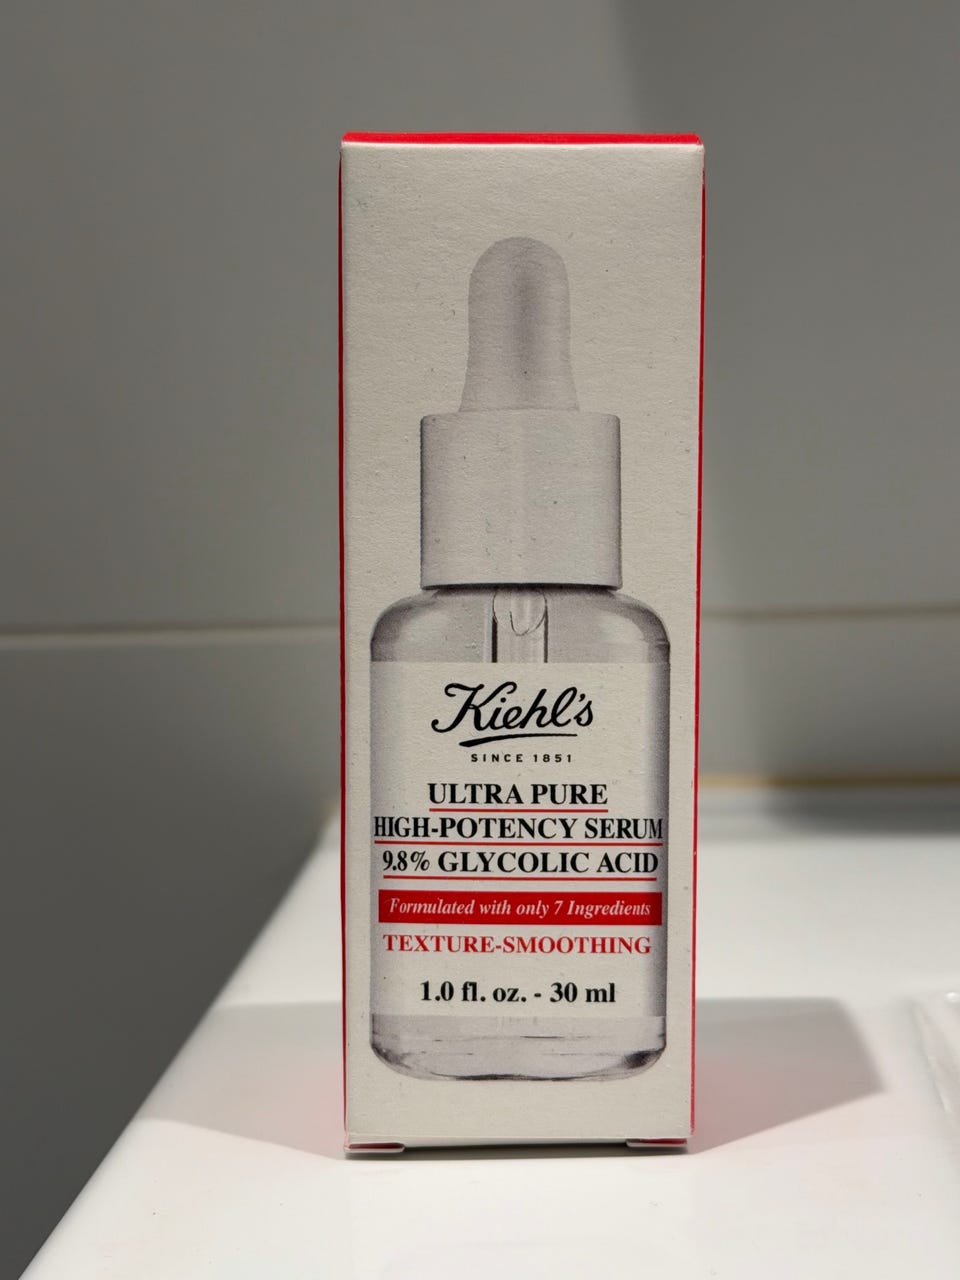 Kiehl's
SINCE 1851
ULTRA PURE
HIGH-POTENCY SERUM
9.8% GLYCOLIC ACID
Formulated with only 7 Ingredients
TEXTURE-SMOOTHING
1.0 fl. oz. - 30 ml